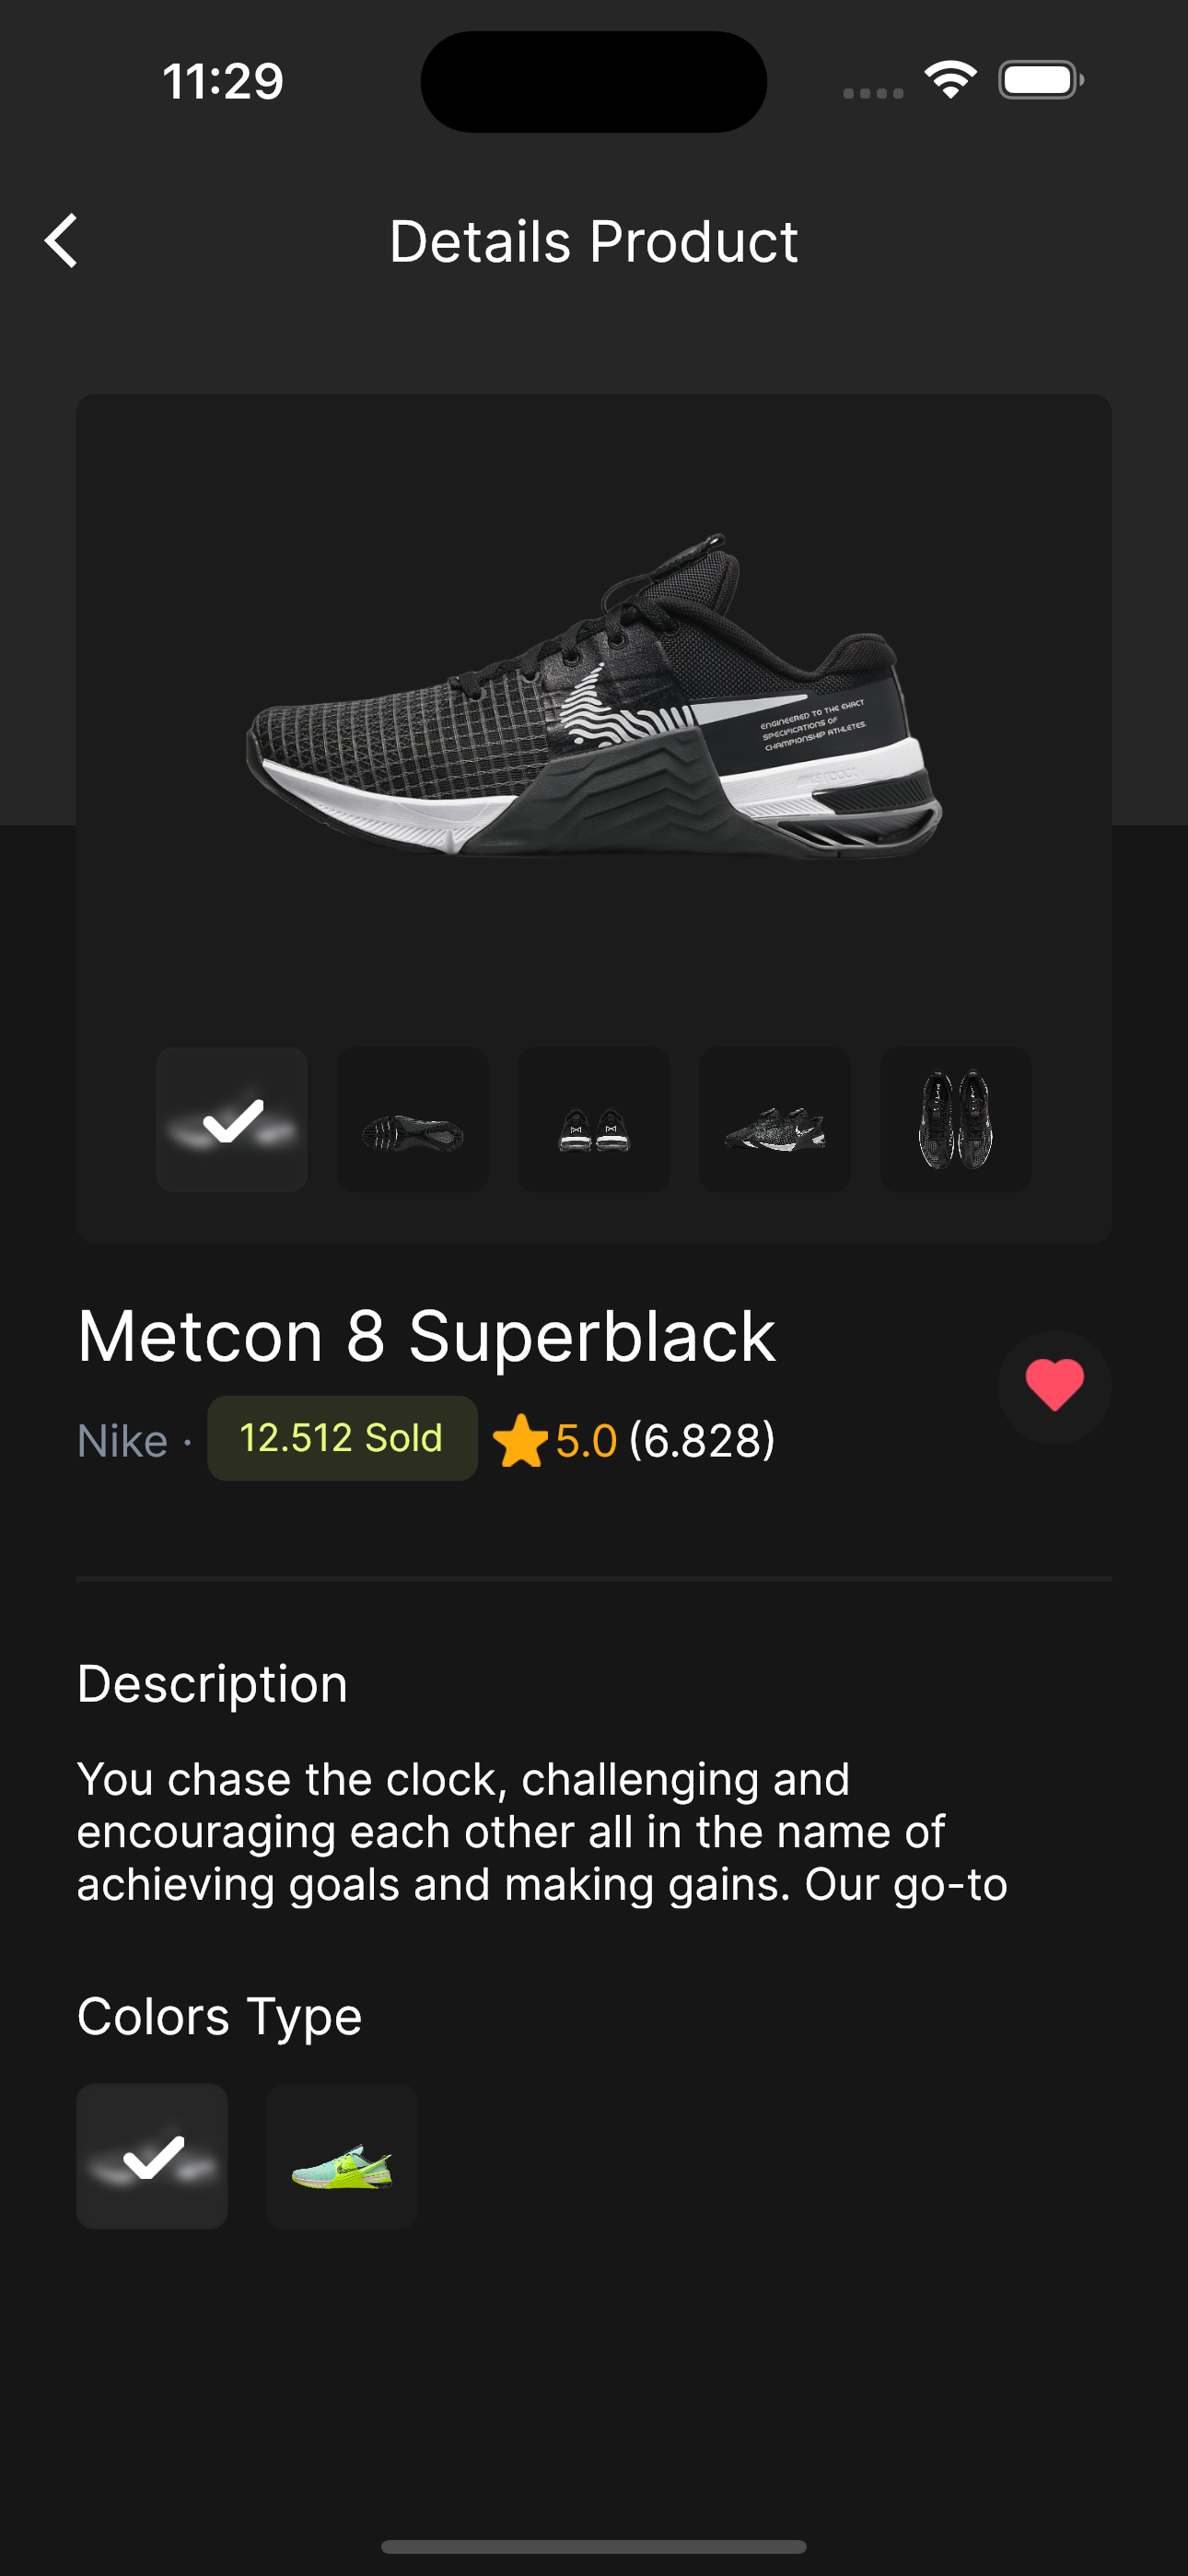 11:29
Details Product
ENGINEERED TO THE EXACT
SPECIFICATIONS OF
CHAMPIONSHIP ATHLETES.
Metcon 8 Superblack
Nike · 12.512 Sold 5.0 (6.828)
Description
You chase the clock, challenging and
encouraging each other all in the name of
achieving goals and making gains. Our go-to
Colors Type